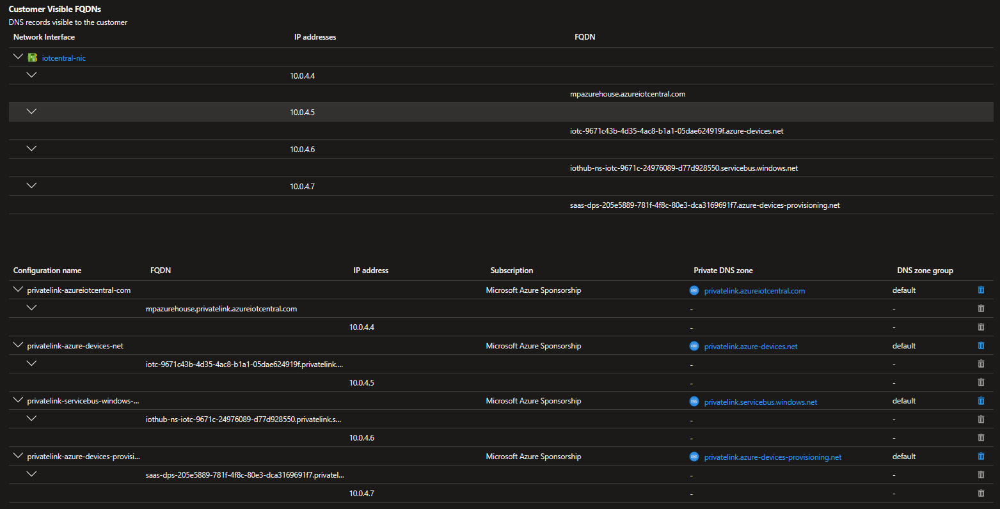 Customer Visible FQDNs
DNS records visible to the customer
Network Interface IP addresses FQDN
iotcentral-nic
10.0.4.4
mpazurehouse.azureiotcentral.com
10.0.4.5
iotc-9671c43b-4d35-4ac8-b1a1-05dae624919f.azure-devices.net
10.0.4.6
iothub-ns-iotc-9671c-24976089-d77d928550.servicebus.windows.net
10.0.4.7
saas-dps-205e5889-781f-4f8c-80e3-dca3169691f7.azure-devices-provisioning.net
Configuration name FQDN IP address Subscription Private DNS zone DNS zone group
privatelink-azureiotcentral-com Microsoft Azure Sponsorship DNS privatelink.azureiotcentral.com default
mpazurehouse.privatelink.azureiotcentral.com - -
10.0.4.4 - -
privatelink-azure-devices-net Microsoft Azure Sponsorship DNS privatelink.azure-devices.net default
iotc-9671c43b-4d35-4ac8-b1a1-05dae624919f.privatelink.... - -
10.0.4.5 - -
privatelink-servicebus-windows-... Microsoft Azure Sponsorship DNS privatelink.servicebus.windows.net default
iothub-ns-iotc-9671c-24976089-d77d928550.privatelink.s... - -
10.0.4.6 - -
privatelink-azure-devices-provisi... Microsoft Azure Sponsorship DNS privatelink.azure-devices-provisioning.net default
saas-dps-205e5889-781f-4f8c-80e3-dca3169691f7.privatel... - -
10.0.4.7 - -